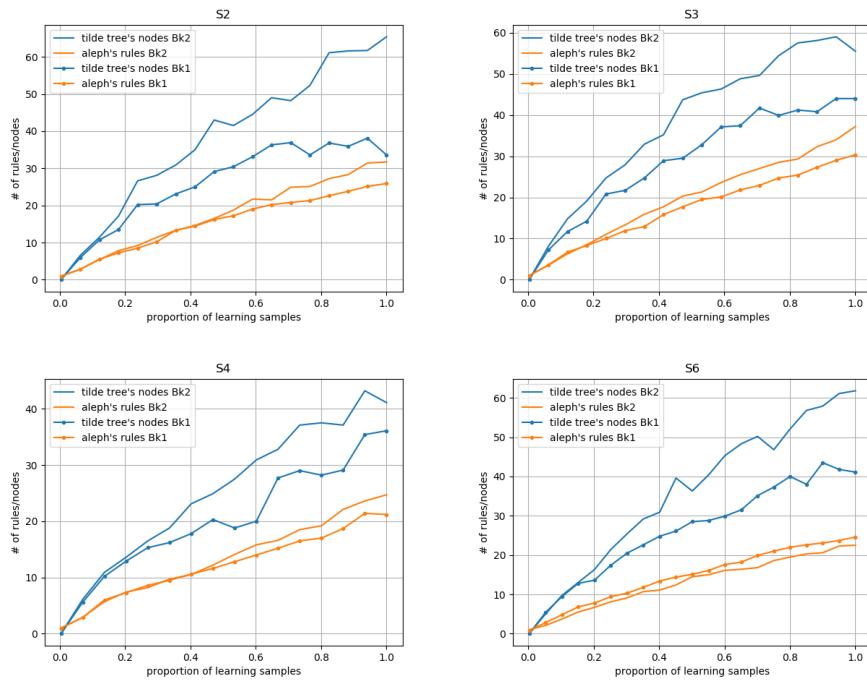 S2
tilde tree's nodes Bk2
aleph's rules Bk2
tilde tree's nodes Bk1
aleph's rules Bk1
# of rules/nodes
60
50
40
30
20
10
0
0.0 0.2 0.4 0.6 0.8 1.0
proportion of learning samples
S3
tilde tree's nodes Bk2
aleph's rules Bk2
tilde tree's nodes Bk1
aleph's rules Bk1
# of rules/nodes
60
50
40
30
20
10
0
0.0 0.2 0.4 0.6 0.8 1.0
proportion of learning samples
S4
tilde tree's nodes Bk2
aleph's rules Bk2
tilde tree's nodes Bk1
aleph's rules Bk1
# of rules/nodes
40
30
20
10
0
0.0 0.2 0.4 0.6 0.8 1.0
proportion of learning samples
S6
tilde tree's nodes Bk2
aleph's rules Bk2
tilde tree's nodes Bk1
aleph's rules Bk1
# of rules/nodes
60
50
40
30
20
10
0
0.0 0.2 0.4 0.6 0.8 1.0
proportion of learning samples